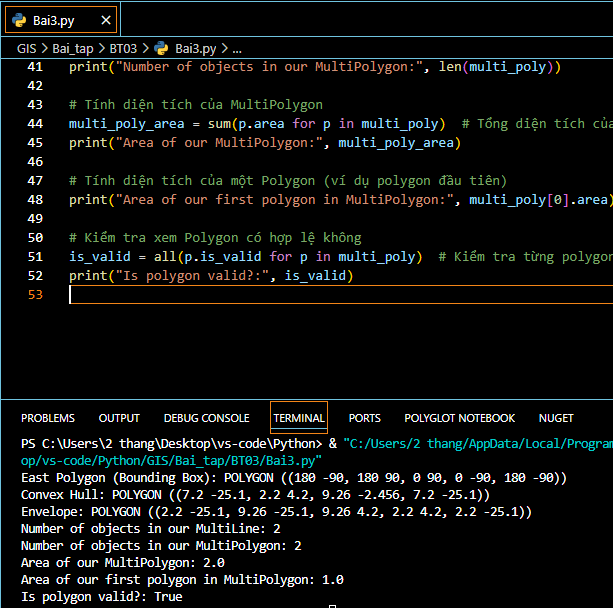 Bai3.py
GIS > Bai_tap > BT03 > Bai3.py > ...
41 print("Number of objects in our MultiPolygon:", len(multi_poly))
42
43 # Tính diện tích của MultiPolygon
44 multi_poly_area = sum(p.area for p in multi_poly) # Tổng diện tích của
45 print("Area of our MultiPolygon:", multi_poly_area)
46
47 # Tính diện tích của một Polygon (ví dụ polygon đầu tiên)
48 print("Area of our first polygon in MultiPolygon:", multi_poly[0].area)
49
50 # Kiểm tra xem Polygon có hợp lệ không
51 is_valid = all(p.is_valid for p in multi_poly) # Kiểm tra từng polygon
52 print("Is polygon valid?:", is_valid)
53
PROBLEMS OUTPUT DEBUG CONSOLE TERMINAL PORTS POLYGLOT NOTEBOOK NUGET
PS C:\Users\2 thang\Desktop\vs-code\Python> & "C:/Users/2 thang/AppData/Local/Program
op/vs-code/Python/GIS/Bai_tap/BT03/Bai3.py"
East Polygon (Bounding Box): POLYGON ((180 -90, 180 90, 0 90, 0 -90, 180 -90))
Convex Hull: POLYGON ((7.2 -25.1, 2.2 4.2, 9.26 -2.456, 7.2 -25.1))
Envelope: POLYGON ((2.2 -25.1, 9.26 -25.1, 9.26 4.2, 2.2 4.2, 2.2 -25.1))
Number of objects in our MultiLine: 2
Number of objects in our MultiPolygon: 2
Area of our MultiPolygon: 2.0
Area of our first polygon in MultiPolygon: 1.0
Is polygon valid?: True